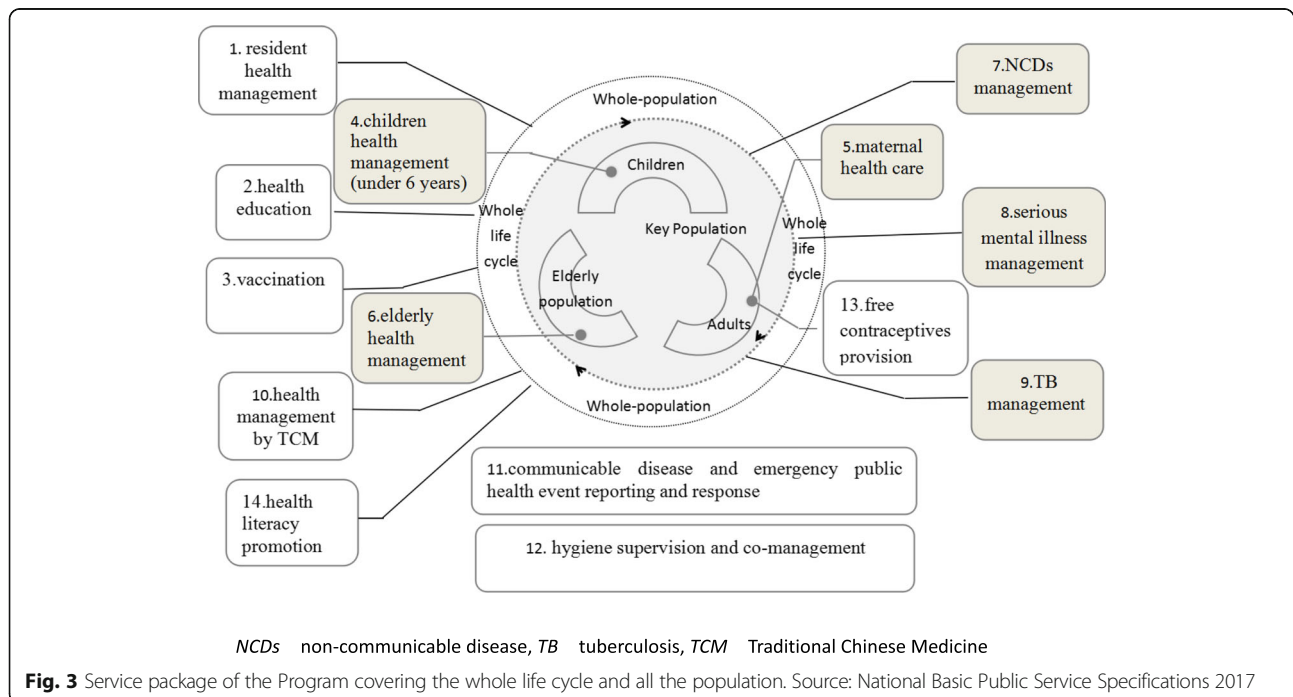 1. resident
health
management
4.children
health
management
(under 6 years)
2.health
education
3.vaccination
6.elderly
health
management
10.health
management
by TCM
14.health
literacy
promotion
Whole-population
Children
Key Population
Whole
life
cycle
Whole
life
cycle
Elderly
population
Adults
Whole-population
7.NCDs
management
5.maternal
health care
8.serious
mental illness
management
13.free
contraceptives
provision
9.TB
management
11.communicable disease and emergency public
health event reporting and response
12. hygiene supervision and co-management
NCDs non-communicable disease, TB tuberculosis, TCM Traditional Chinese Medicine
Fig. 3 Service package of the Program covering the whole life cycle and all the population. Source: National Basic Public Service Specifications 2017